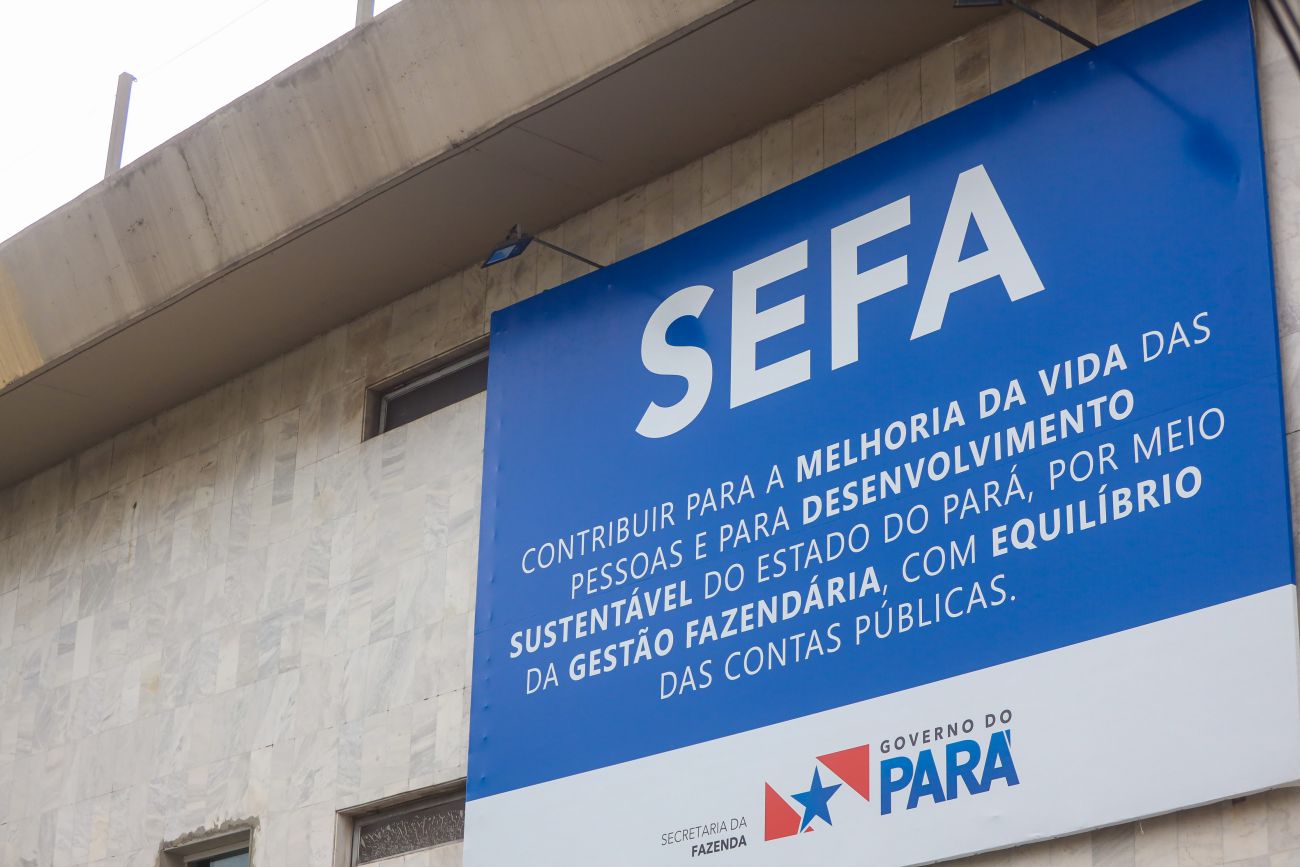 SEFA
CONTRIBUIR PARA A MELHORIA DA VIDA DAS
PESSOAS E PARA DESENVOLVIMENTO
SUSTENTÁVEL DO ESTADO DO PARÁ, POR MEIO
DA GESTÃO FAZENDÁRIA, COM EQUILÍBRIO
DAS CONTAS PÚBLICAS.
SECRETARIA DA
FAZENDA
GOVERNO DO
PARÁ